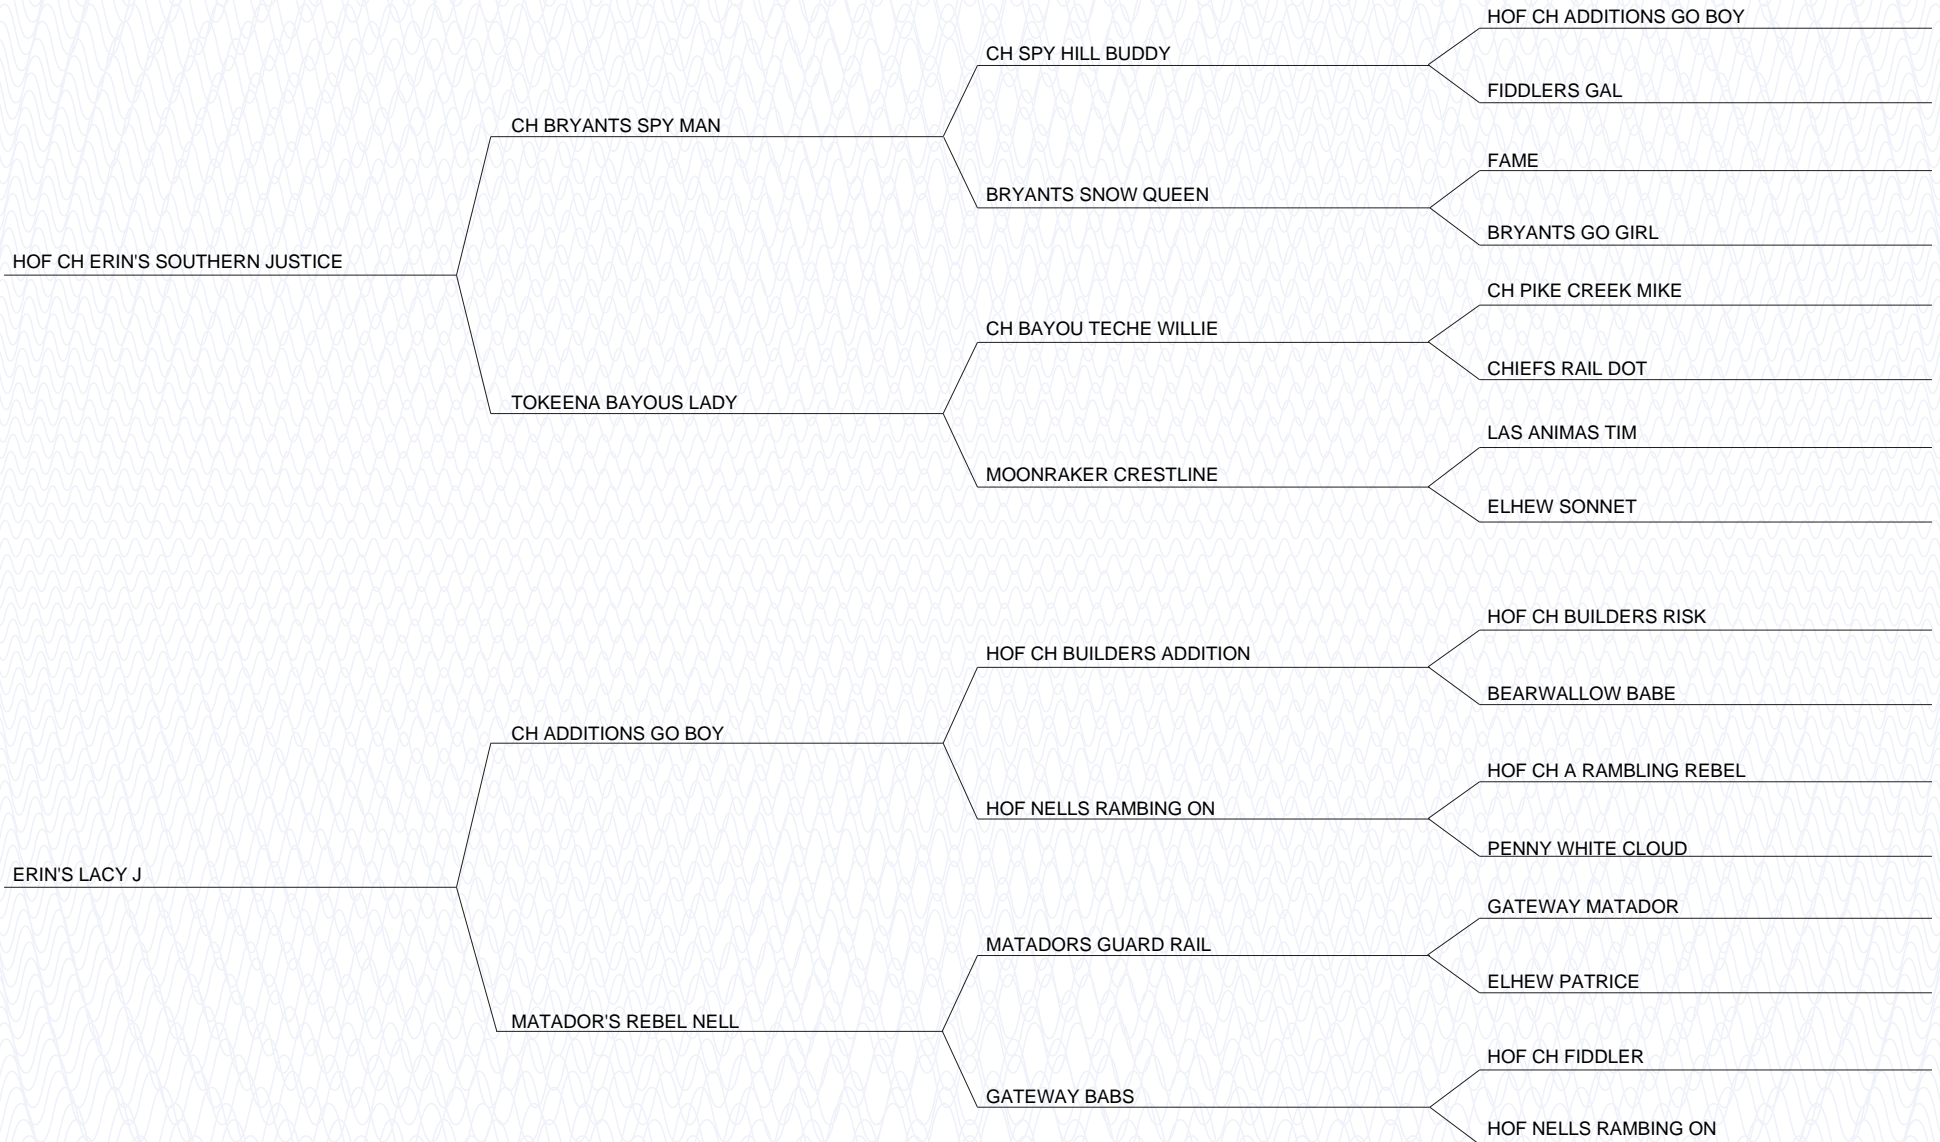 HOF CH ADDITIONS GO BOY
CH SPY HILL BUDDY
FIDDLERS GAL
CH BRYANTS SPY MAN
FAME
BRYANTS SNOW QUEEN
BRYANTS GO GIRL
HOF CH ERIN'S SOUTHERN JUSTICE
CH PIKE CREEK MIKE
CH BAYOU TECHE WILLIE
CHIEFS RAIL DOT
TOKEENA BAYOUS LADY
LAS ANIMAS TIM
MOONRAKER CRESTLINE
ELHEW SONNET
HOF CH BUILDERS RISK
HOF CH BUILDERS ADDITION
BEARWALLOW BABE
CH ADDITIONS GO BOY
HOF CH A RAMBLING REBEL
HOF NELLS RAMBING ON
PENNY WHITE CLOUD
ERIN'S LACY J
GATEWAY MATADOR
MATADORS GUARD RAIL
ELHEW PATRICE
MATADOR'S REBEL NELL
HOF CH FIDDLER
GATEWAY BABS
HOF NELLS RAMBING ON